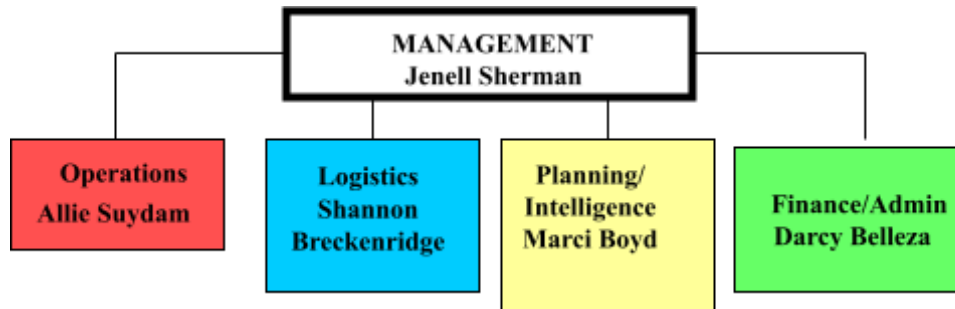 MANAGEMENT
Jenell Sherman
Operations
Allie Suydam
Logistics
Shannon
Breckenridge
Planning/
Intelligence
Marci Boyd
Finance/Admin
Darcy Belleza